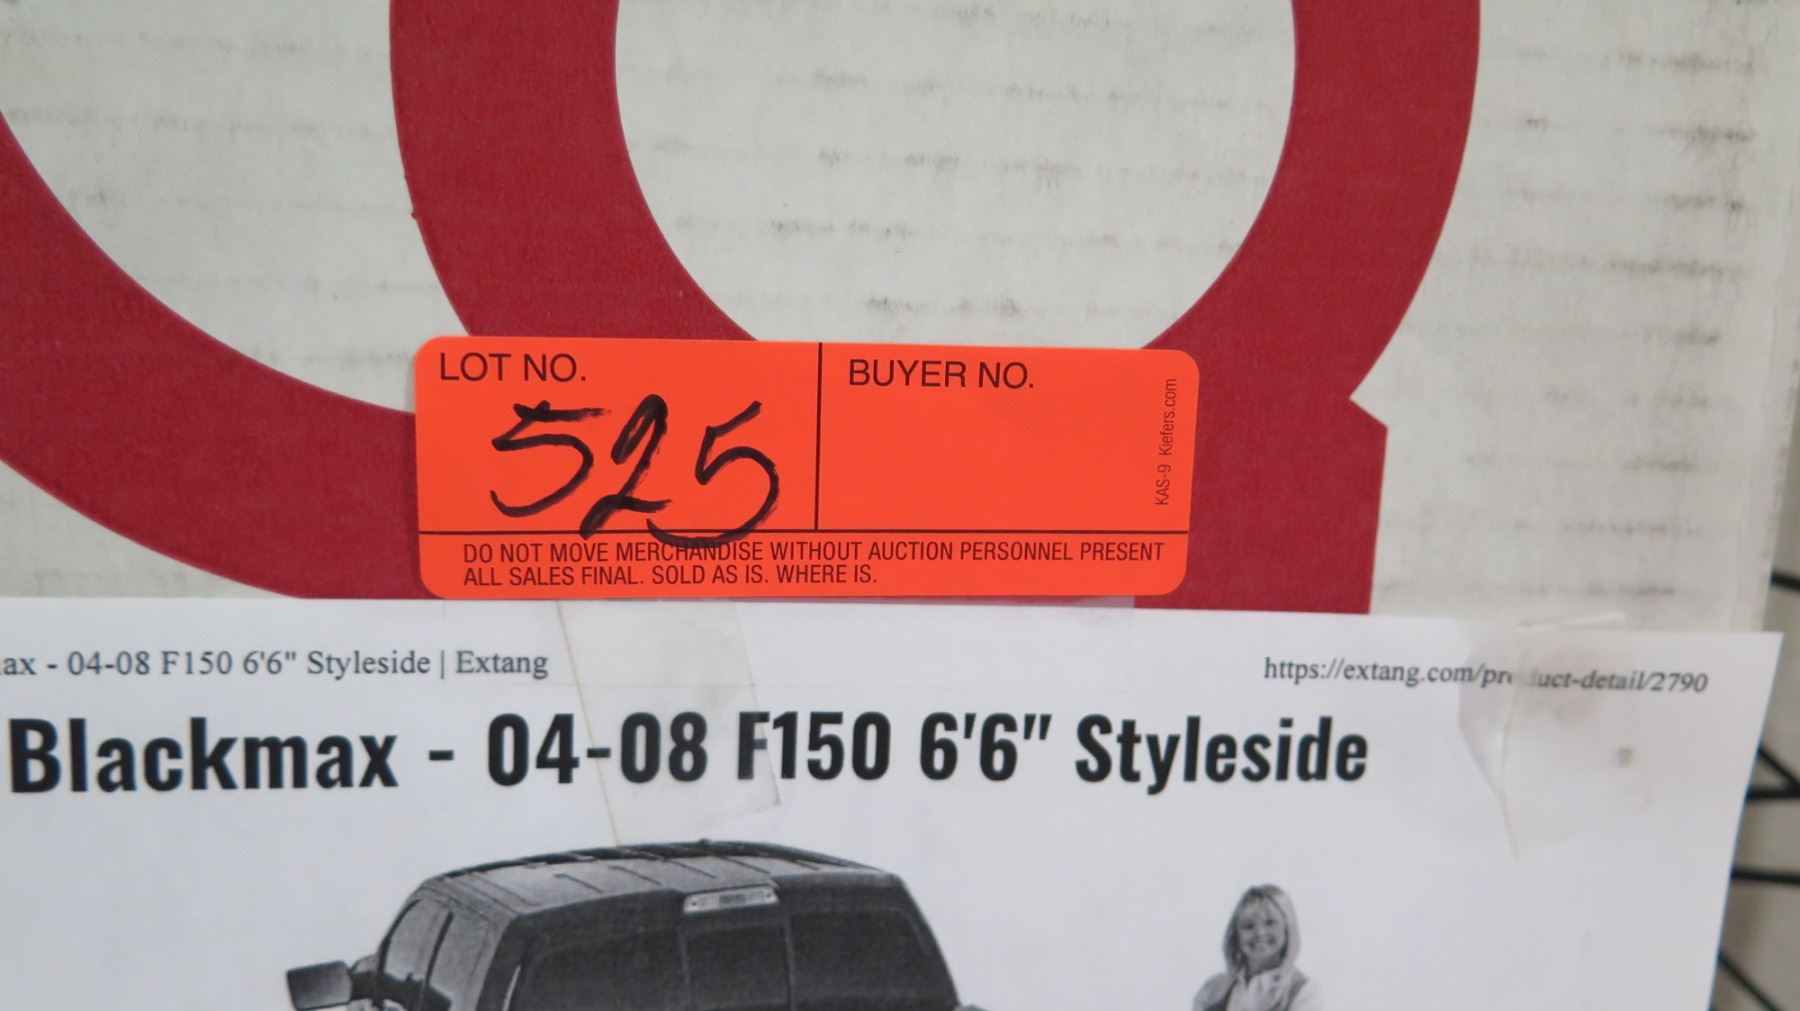 LOT NO.
525
BUYER NO.
KAS-9 Kiefers.com
DO NOT MOVE MERCHANDISE WITHOUT AUCTION PERSONNEL PRESENT
ALL SALES FINAL. SOLD AS IS. WHERE IS.
ax - 04-08 F150 6'6" Styleside | Extang
https://extang.com/product-detail/2790
Blackmax - 04-08 F150 6'6" Styleside